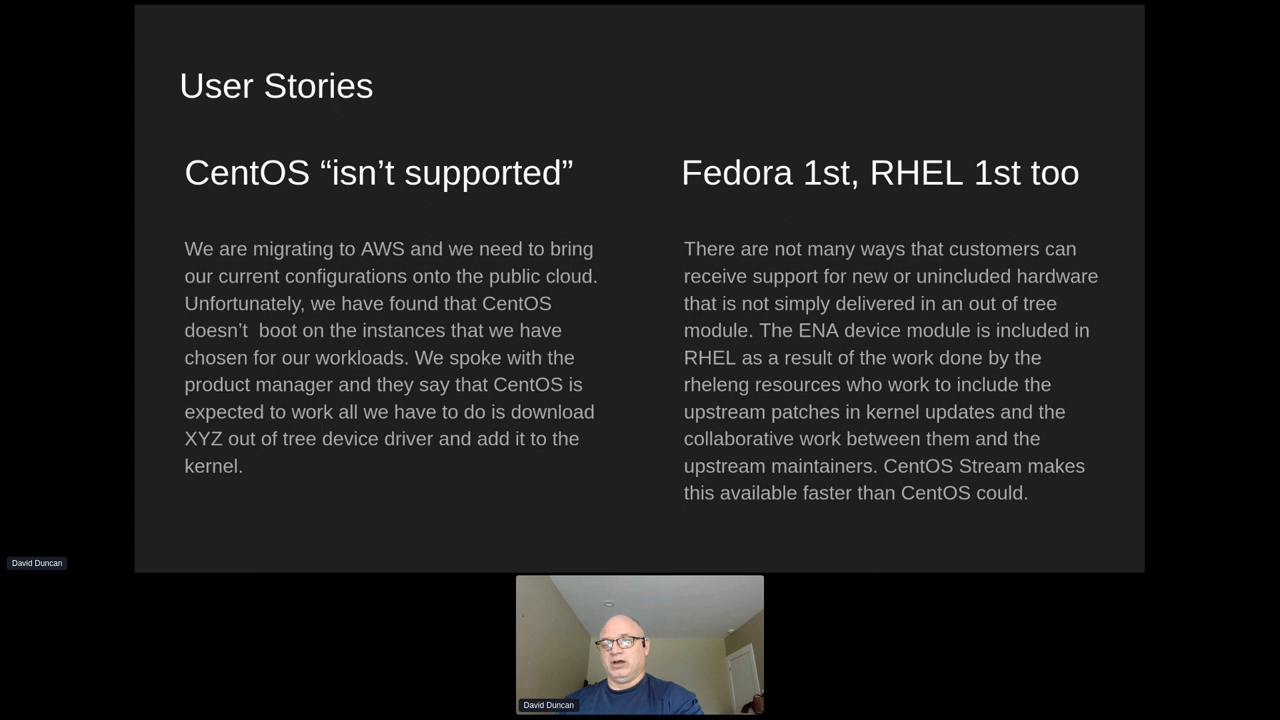 User Stories
CentOS “isn’t supported”
We are migrating to AWS and we need to bring
our current configurations onto the public cloud.
Unfortunately, we have found that CentOS
doesn’t  boot on the instances that we have
chosen for our workloads. We spoke with the
product manager and they say that CentOS is
expected to work all we have to do is download
XYZ out of tree device driver and add it to the
kernel.
Fedora 1st, RHEL 1st too
There are not many ways that customers can
receive support for new or unincluded hardware
that is not simply delivered in an out of tree
module. The ENA device module is included in
RHEL as a result of the work done by the
rheleng resources who work to include the
upstream patches in kernel updates and the
collaborative work between them and the
upstream maintainers. CentOS Stream makes
this available faster than CentOS could.
David Duncan
David Duncan